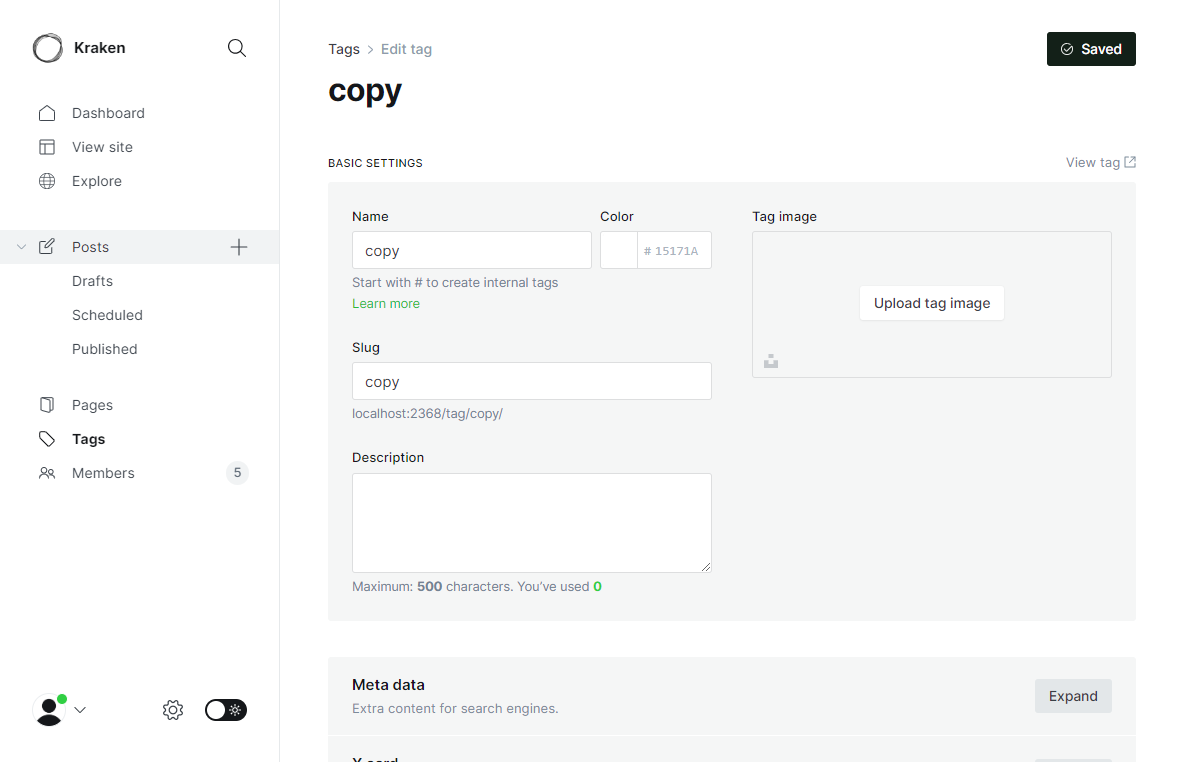 Kraken
Dashboard
View site
Explore
Posts
Drafts
Scheduled
Published
Pages
Tags
Members 5
Tags > Edit tag
Saved
copy
BASIC SETTINGS
View tag
Name
Color
Tag image
copy
# 15171A
Upload tag image
Start with # to create internal tags
Learn more
Slug
copy
localhost:2368/tag/copy/
Description
Maximum: 500 characters. You’ve used 0
Meta data
Extra content for search engines.
Expand
X card